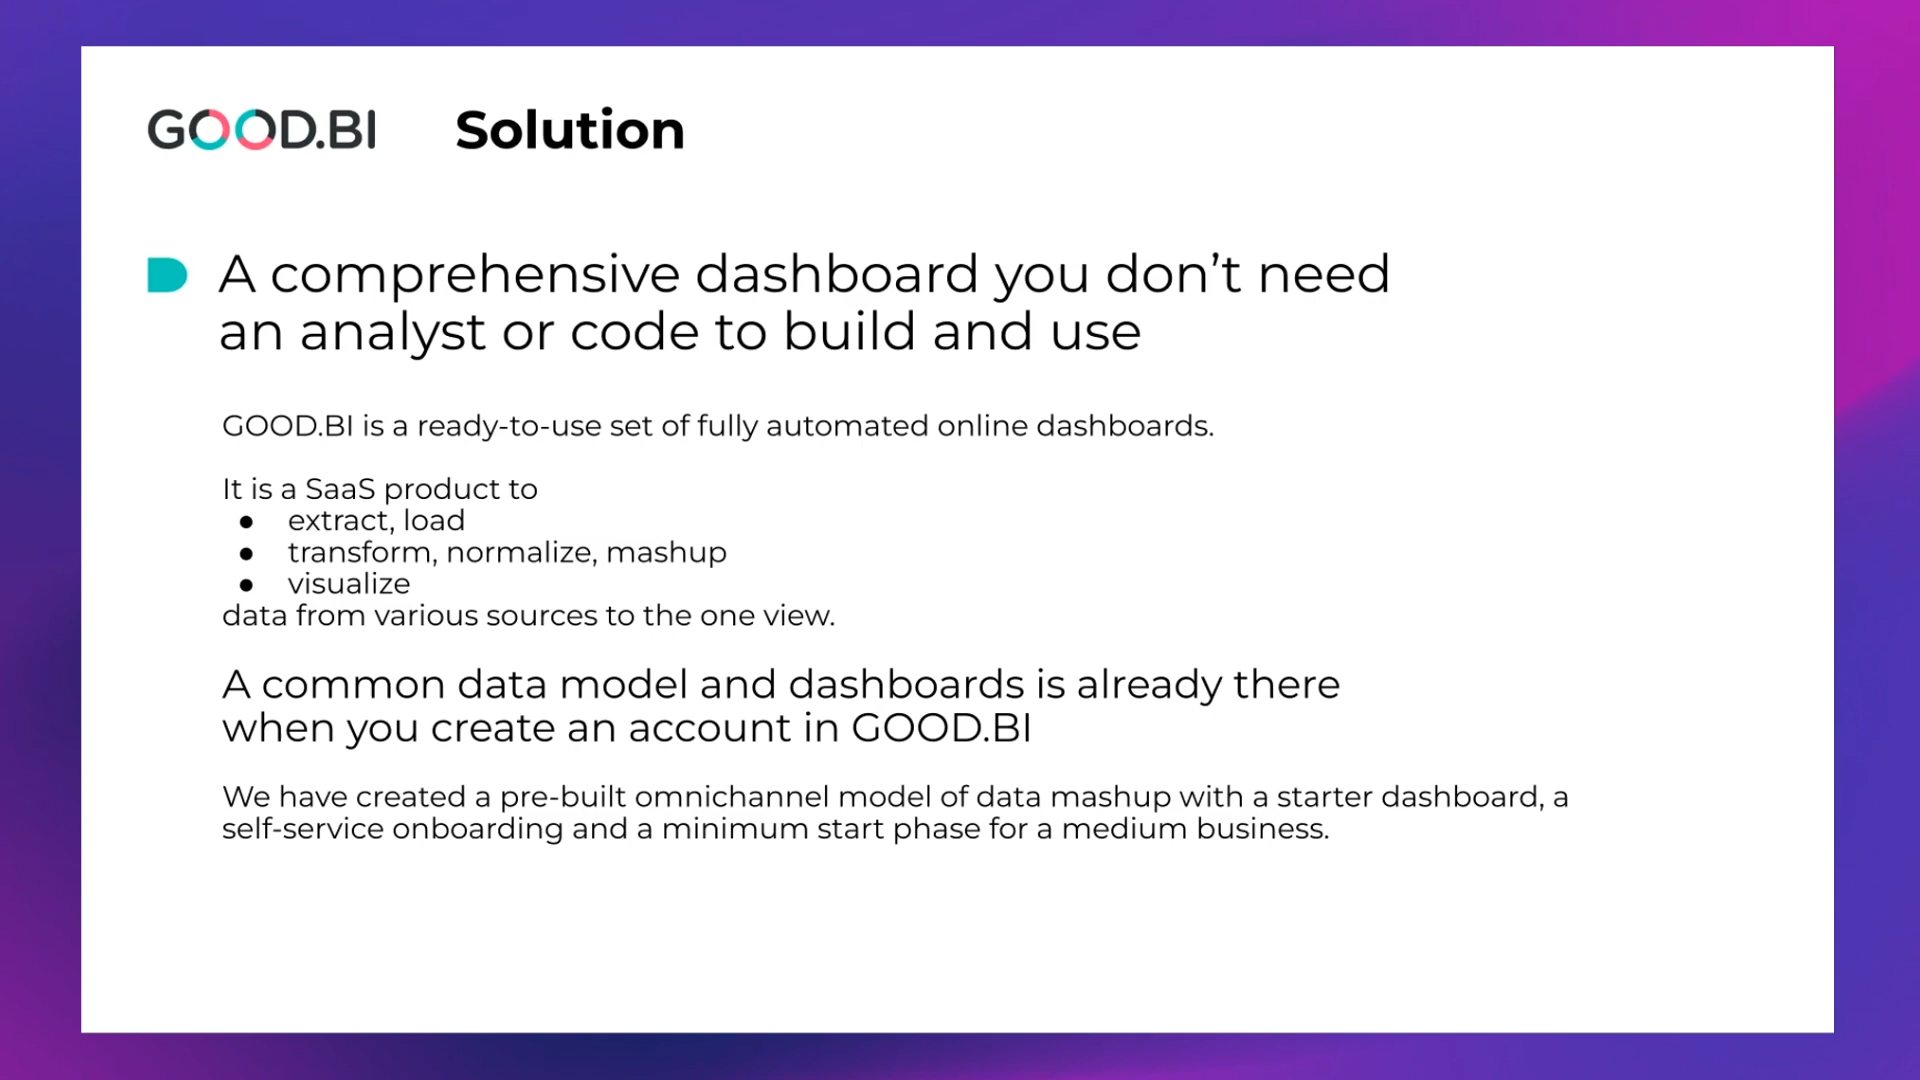 GOOD.BI Solution
A comprehensive dashboard you don’t need
an analyst or code to build and use
GOOD.BI is a ready-to-use set of fully automated online dashboards.
It is a SaaS product to
● extract, load
● transform, normalize, mashup
● visualize
data from various sources to the one view.
A common data model and dashboards is already there
when you create an account in GOOD.BI
We have created a pre-built omnichannel model of data mashup with a starter dashboard, a
self-service onboarding and a minimum start phase for a medium business.